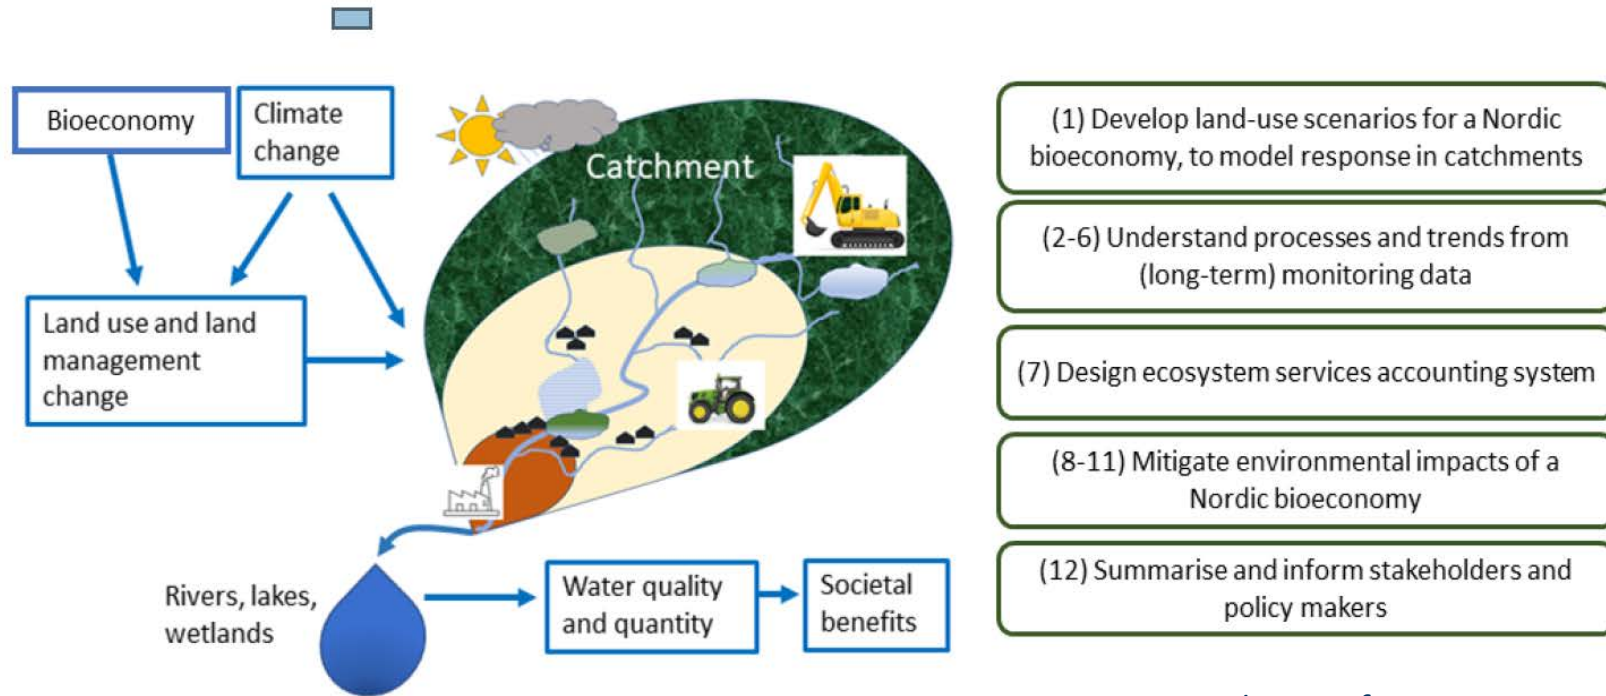 Bioeconomy
Climate
change
Land use and land
management
change
Catchment
Rivers, lakes,
wetlands
Water quality
and quantity
Societal
benefits
(1) Develop land-use scenarios for a Nordic
bioeconomy, to model response in catchments
(2-6) Understand processes and trends from
(long-term) monitoring data
(7) Design ecosystem services accounting system
(8-11) Mitigate environmental impacts of a
Nordic bioeconomy
(12) Summarise and inform stakeholders and
policy makers